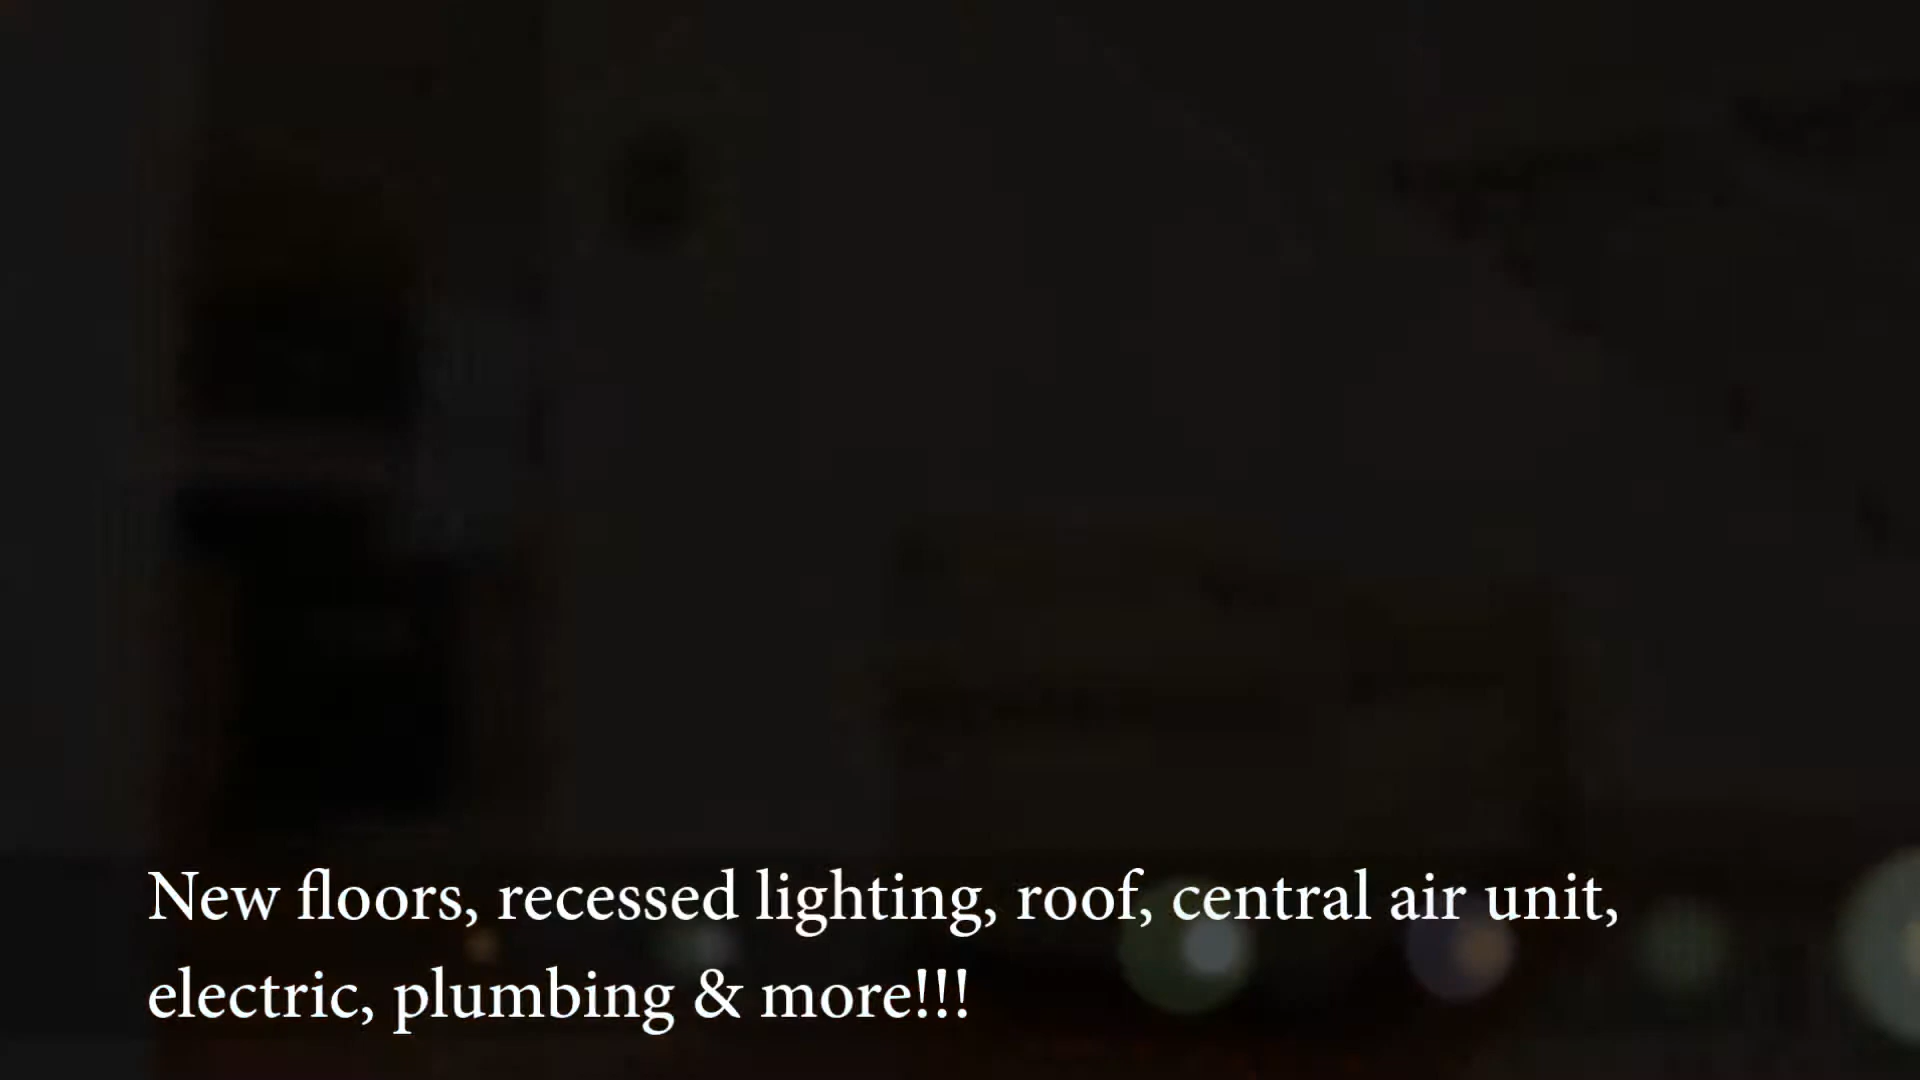 New floors, recessed lighting, roof, central air unit,
electric, plumbing & more!!!